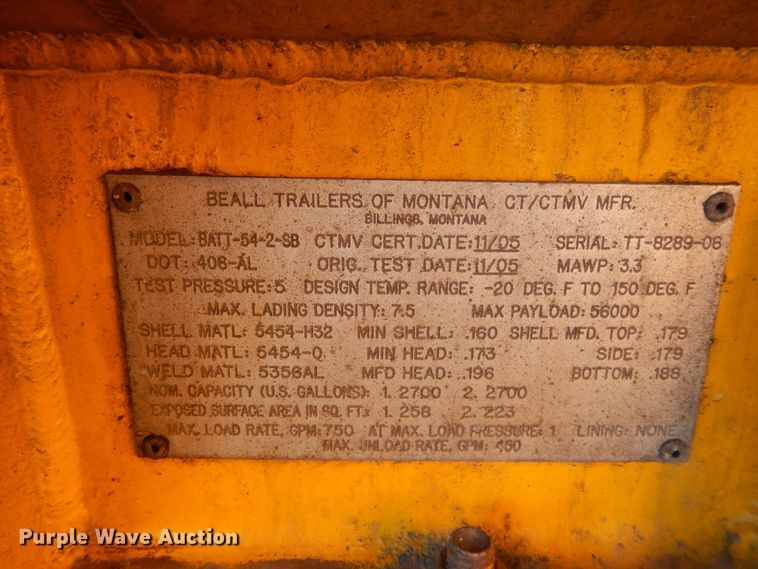 BEALL TRAILERS OF MONTANA CT/CTMV MFR.
BILLINGS, MONTANA
MODEL: BATT-54-2-SB CTMV CERT.DATE: 11/05 SERIAL: TT-8289-06
DOT: 406-AL ORIG. TEST DATE: 11/05 MAWP: 3.3
TEST PRESSURE: 5 DESIGN TEMP. RANGE: -20 DEG. F TO 150 DEG. F
MAX. LADING DENSITY: 7.5 MAX PAYLOAD: 56000
SHELL MATL: 5454-H32 MIN SHELL: .160 SHELL MFD. TOP: .179
HEAD MATL: 5454-O MIN HEAD: .173 SIDE: .179
WELD MATL: 5356AL MFD HEAD: .196 BOTTOM: .188
NOM. CAPACITY (U.S. GALLONS): 1. 2700 2. 2700
EXPOSED SURFACE AREA IN SQ. FT.: 1. 258 2. 223
MAX. LOAD RATE, GPM: 750 AT MAX. LOAD PRESSURE: 1 LINING: NONE
MAX. UNLOAD RATE, GPM: 450
Purple Wave Auction